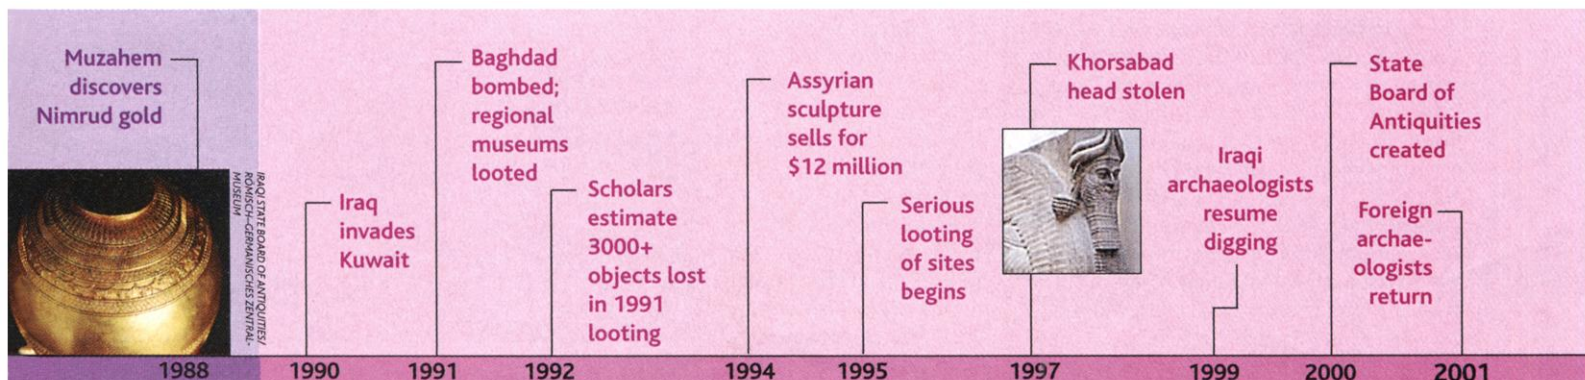 Muzahem
discovers
Nimrud gold
IRAQI STATE BOARD OF ANTIQUITIES/
RÖMISCH–GERMANISCHES ZENTRAL-
MUSEUM
Iraq
invades
Kuwait
Baghdad
bombed;
regional
museums
looted
Scholars
estimate
3000+
objects lost
in 1991
looting
Assyrian
sculpture
sells for
$12 million
Serious
looting
of sites
begins
Khorsabad
head stolen
Iraqi
archaeologists
resume
digging
State
Board of
Antiquities
created
Foreign
archae-
ologists
return
1988 1990 1991 1992 1994 1995 1997 1999 2000 2001